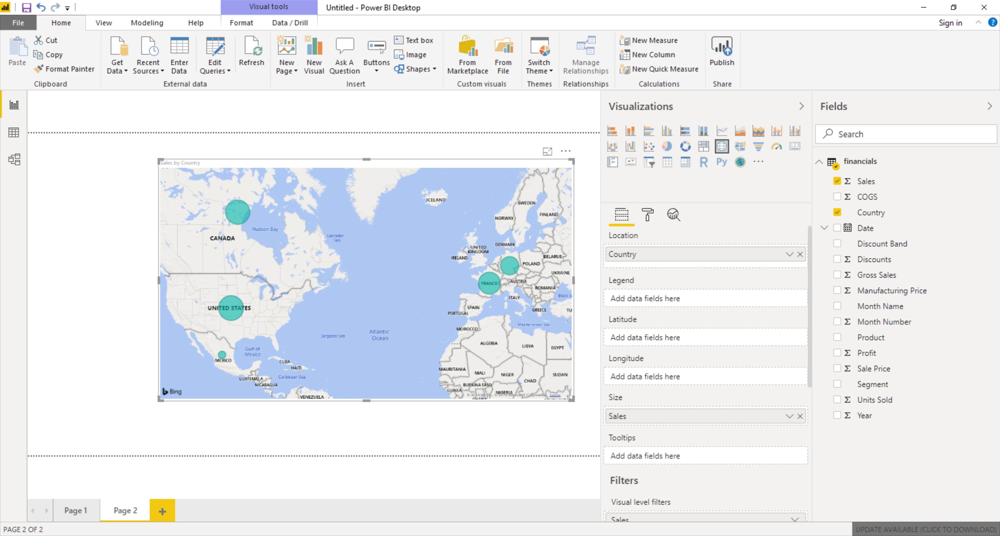 Visual tools
Untitled - Power BI Desktop
File
Home
View
Modeling
Help
Format
Data / Drill
Sign in
Paste
Cut
Copy
Format Painter
Clipboard
Get
Data
Recent
Sources
Enter
Data
Edit
Queries
Refresh
External data
New
Page
New
Visual
Ask A
Question
Buttons
Text box
Image
Shapes
Insert
From
Marketplace
From
File
Custom visuals
Switch
Theme
Themes
Manage
Relationships
Relationships
New Measure
New Column
New Quick Measure
Calculations
Publish
Share
Sales by Country
ICELAND
SWEDEN
NORWAY
FINLAND
Hudson Bay
CANADA
Labrador
Sea
UNITED
KINGDOM
DENMARK
IRELAND
BELARUS
POLAND
UKRAINE
FRANCE
AUSTRIA
ROMANIA
Black S
ITALY
UNITED STATES
SPAIN
PORTUGAL
GREECE
TU
Mediterranean Sea
MOROCCO
Atlantic
Ocean
Sargasso Sea
ALGERIA
LIBYA
EGYPT
Gulf of
Mexico
MEXICO
CUBA
HAITI
Caribbean Sea
GUATEMALA
NICARAGUA
VENEZUELA
MAURITANIA
MALI
NIGER
CHAD
SUDAN
BURKINA FASO
GUINEA
NIGERIA
GHANA
Bing
Visualizations
123
R
Py
Location
Country
Legend
Add data fields here
Latitude
Add data fields here
Longitude
Add data fields here
Size
Sales
Tooltips
Add data fields here
Filters
Visual level filters
Sales
Fields
Search
financials
Σ Sales
Σ COGS
Country
Date
Discount Band
Σ Discounts
Σ Gross Sales
Σ Manufacturing Price
Month Name
Σ Month Number
Product
Σ Profit
Σ Sale Price
Segment
Σ Units Sold
Σ Year
Page 1
Page 2
PAGE 2 OF 2
UPDATE AVAILABLE (CLICK TO DOWNLOAD)